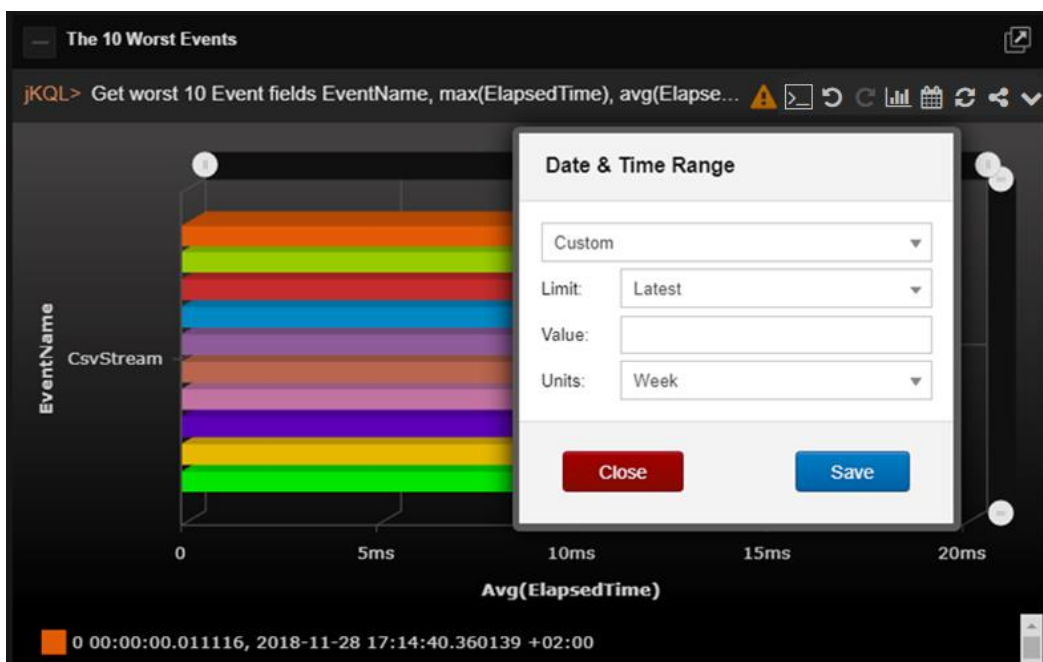 The 10 Worst Events
jKQL> Get worst 10 Event fields EventName, max(ElapsedTime), avg(Elapse...
Date & Time Range
Custom
Limit: Latest
Value:
Units: Week
Close Save
EventName
CsvStream
0 5ms 10ms 15ms 20ms
Avg(ElapsedTime)
0 00:00:00.011116, 2018-11-28 17:14:40.360139 +02:00